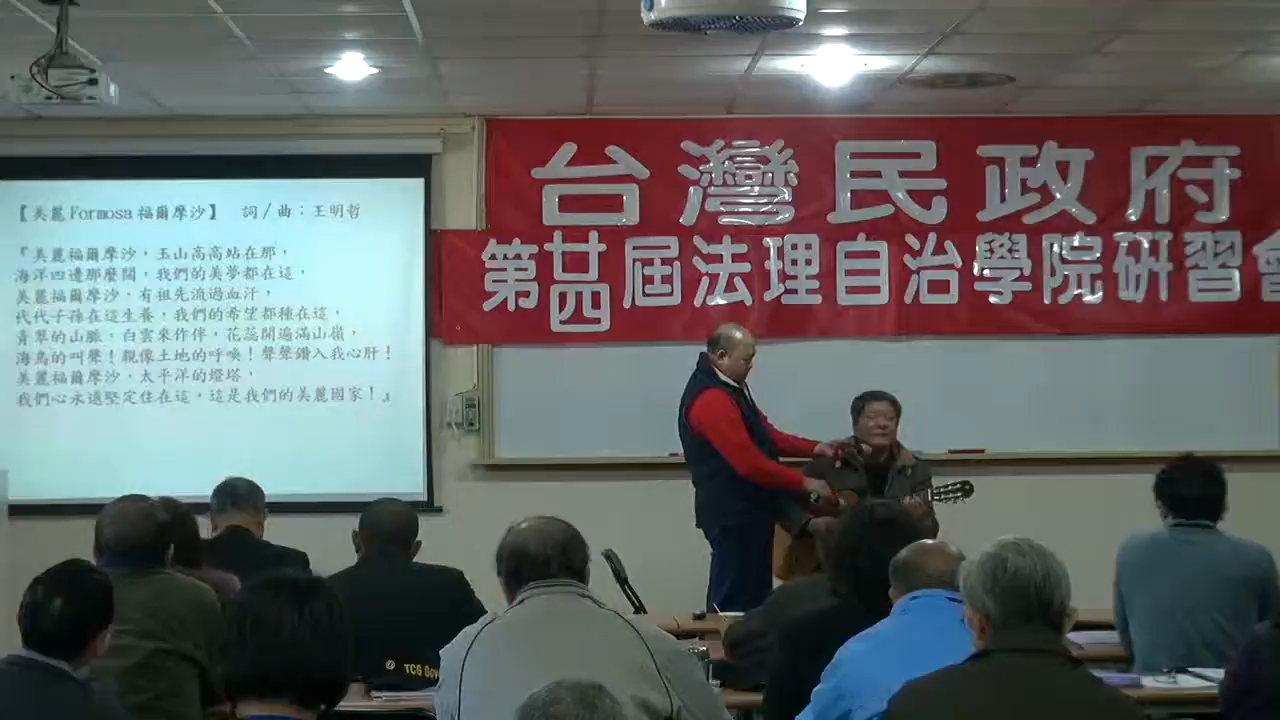 【美麗Formosa福爾摩沙】 詞/曲:王明哲
『美麗福爾摩沙,玉山高高站在那,
海洋四邊那麼闊,我們的美夢都在這,
美麗福爾摩沙,有祖先流過血汗,
代代子孫在這生養,我們的希望都種在這,
青翠的山脈,白雲來作伴,花蕊開遍滿山嶺,
海鳥的叫聲!親像土地的呼喚!聲聲鑽入我心肝!
美麗福爾摩沙,太平洋的燈塔,
我們心永遠堅定住在這,這是我們的美麗國家!』
台灣民政府
第廿四屆法理自治學院研習會
TCG Gov